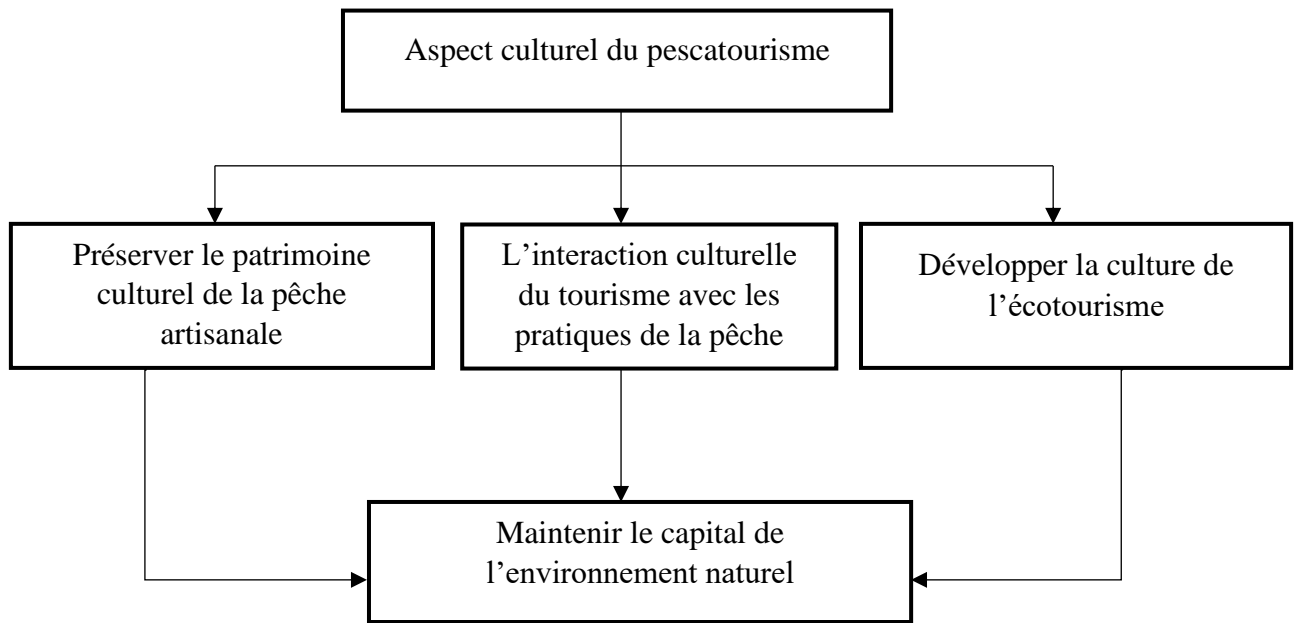 Aspect culturel du pescatourisme
Préserver le patrimoine
culturel de la pêche
artisanale
L’interaction culturelle
du tourisme avec les
pratiques de la pêche
Développer la culture de
l’écotourisme
Maintenir le capital de
l’environnement naturel